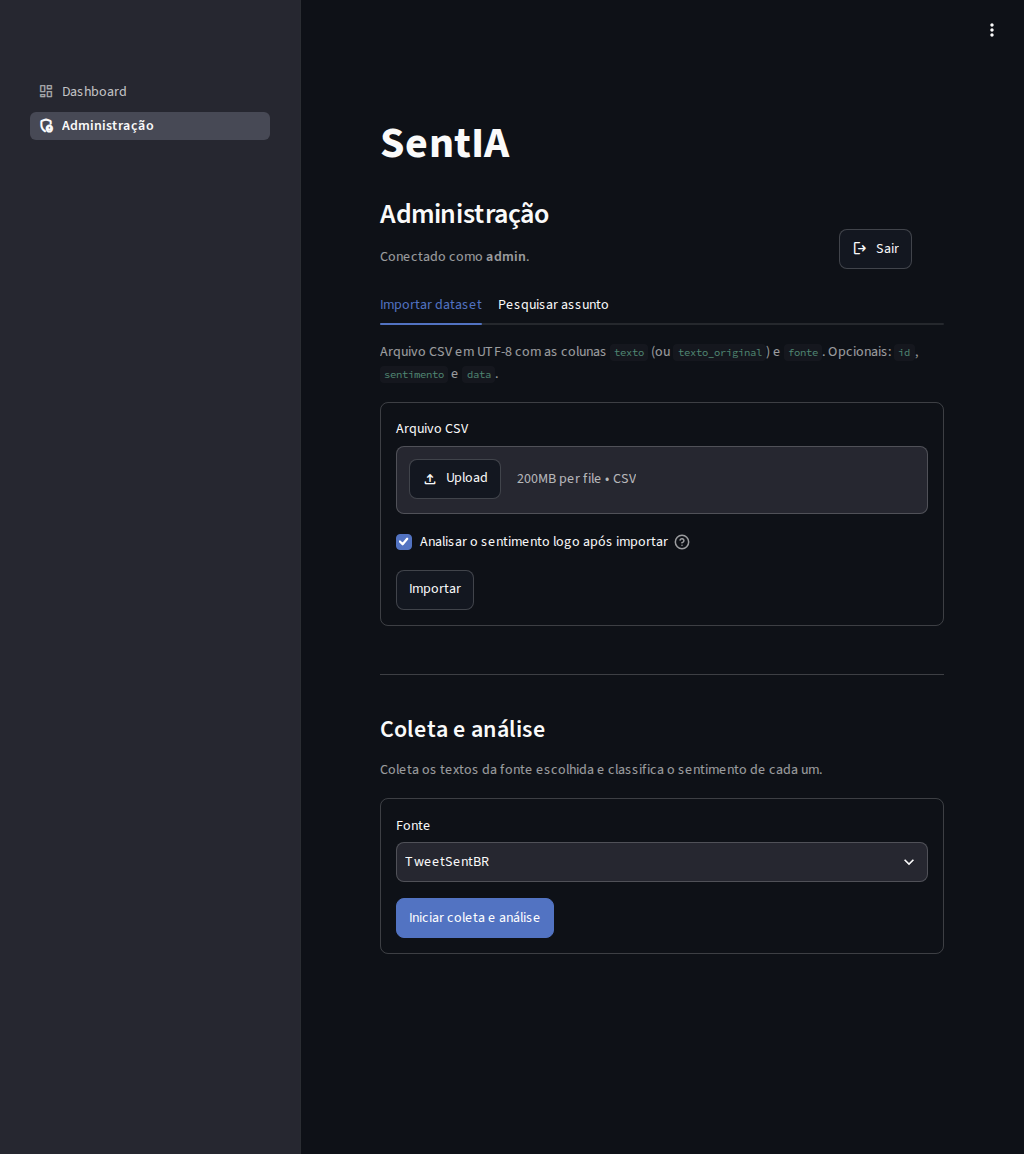 Dashboard
Administração
SentIA
Administração
Conectado como admin.
Sair
Importar dataset
Pesquisar assunto
Arquivo CSV em UTF-8 com as colunas texto (ou texto_original) e fonte. Opcionais: id,
sentimento e data.
Arquivo CSV
Upload
200MB per file • CSV
Analisar o sentimento logo após importar
Importar
Coleta e análise
Coleta os textos da fonte escolhida e classifica o sentimento de cada um.
Fonte
TweetSentBR
Iniciar coleta e análise